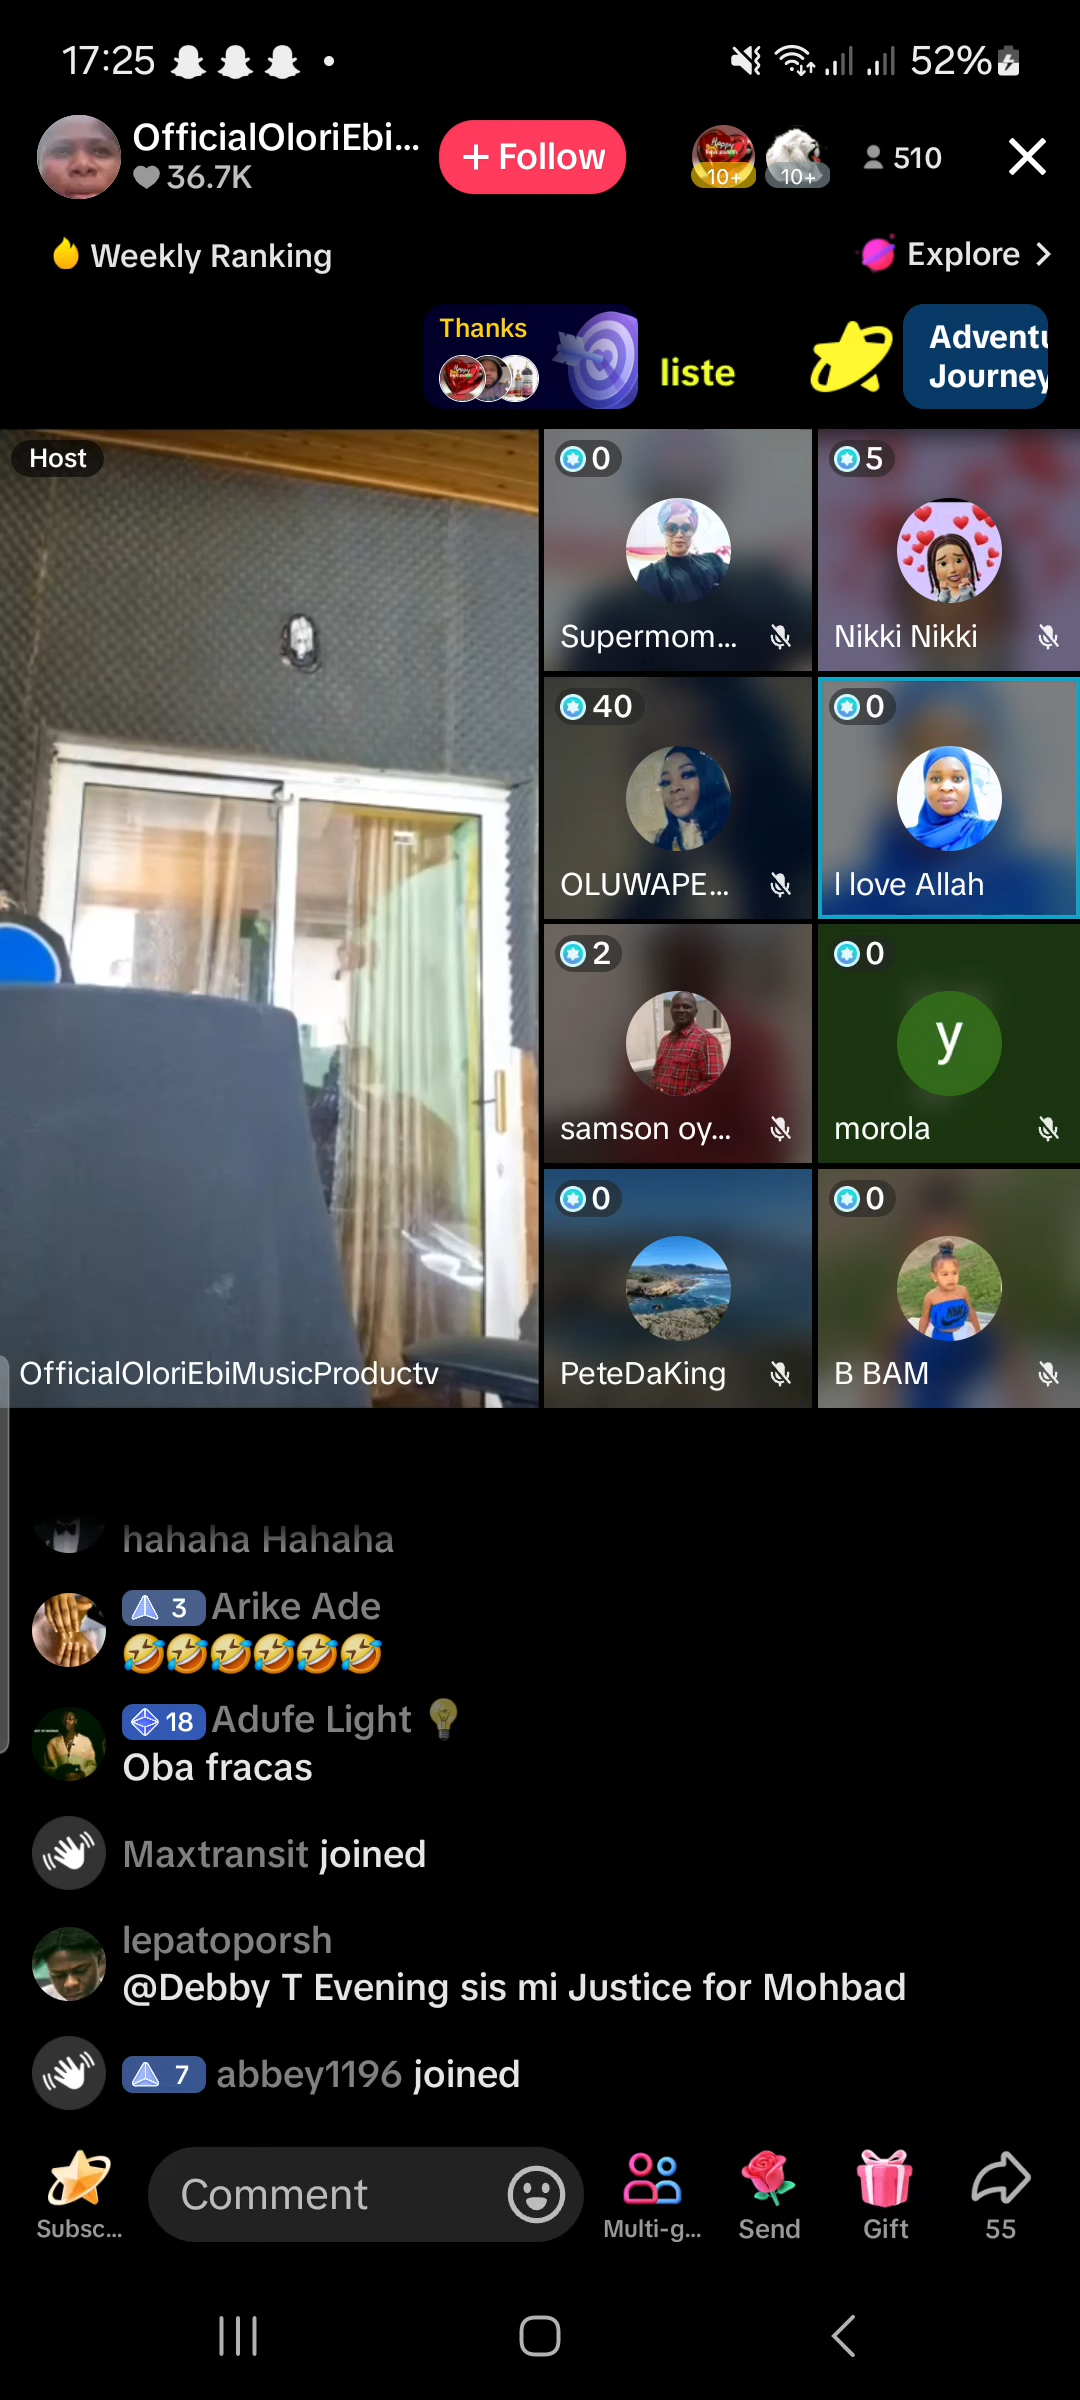 17:25
52%
OfficialOloriEbi...
36.7K
+ Follow
10+
10+
510
Weekly Ranking
Explore >
Thanks
liste
Adventu
Journey
Host
0
Supermom...
5
Nikki Nikki
40
OLUWAPE...
0
I love Allah
2
samson oy...
0
y
morola
0
PeteDaKing
0
B BAM
OfficialOloriEbiMusicProductv
hahaha Hahaha
3 Arike Ade
🤣🤣🤣🤣🤣🤣
18 Adufe Light 💡
Oba fracas
Maxtransit joined
lepatoporsh
@Debby T Evening sis mi Justice for Mohbad
7 abbey1196 joined
Subsc...
Comment
Multi-g...
Send
Gift
55